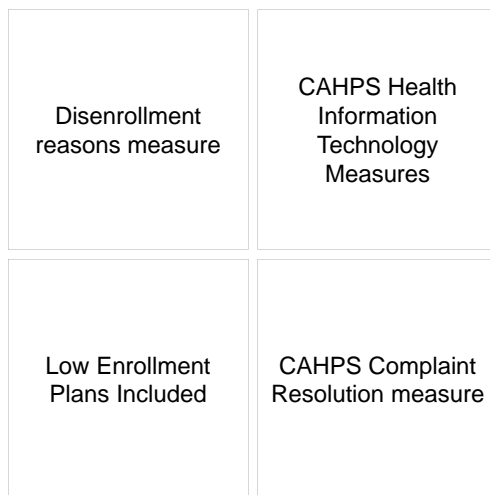 Disenrollment
reasons measure
CAHPS Health
Information
Technology
Measures
Low Enrollment
Plans Included
CAHPS Complaint
Resolution measure